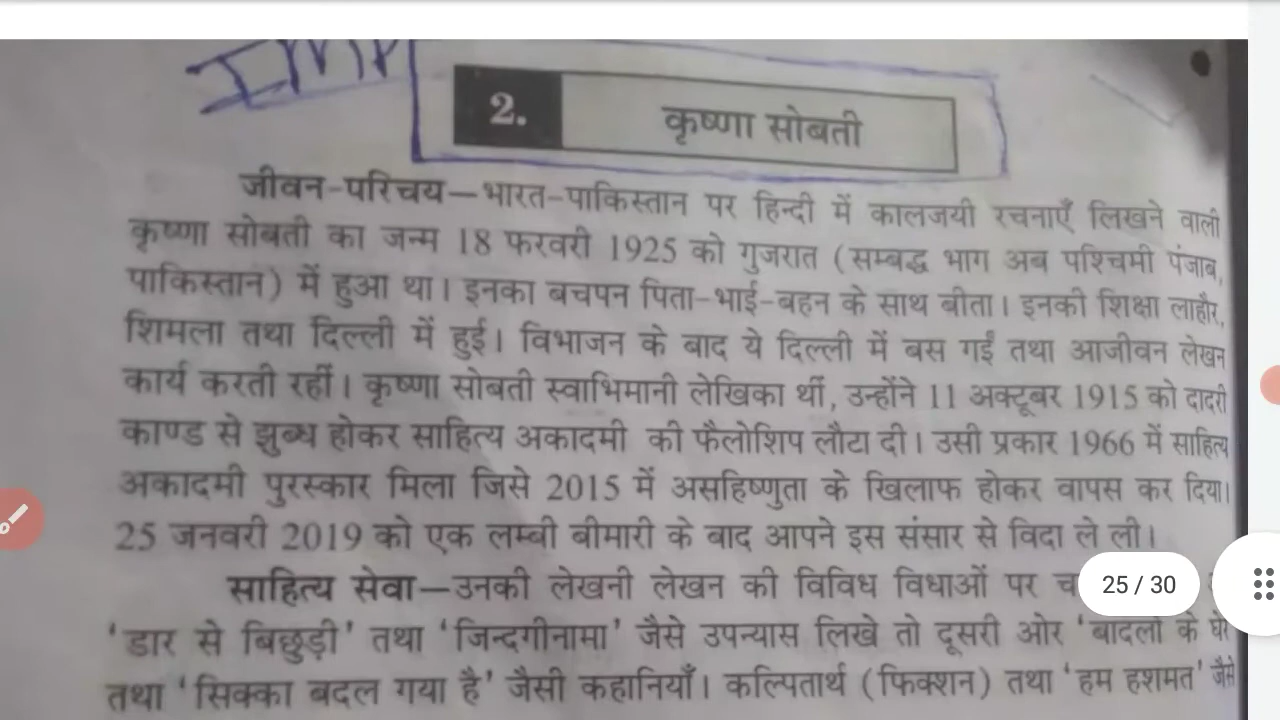 IMP
2. कृष्णा सोबती
जीवन-परिचय—भारत-पाकिस्तान पर हिन्दी में कालजयी रचनाएँ लिखने वाली
कृष्णा सोबती का जन्म 18 फरवरी 1925 को गुजरात (सम्बद्ध भाग अब पश्चिमी पंजाब,
पाकिस्तान) में हुआ था। इनका बचपन पिता-भाई-बहन के साथ बीता। इनकी शिक्षा लाहौर,
शिमला तथा दिल्ली में हुई। विभाजन के बाद ये दिल्ली में बस गईं तथा आजीवन लेखन
कार्य करती रहीं। कृष्णा सोबती स्वाभिमानी लेखिका थीं, उन्होंने 11 अक्टूबर 1915 को दादरी
काण्ड से झुब्ध होकर साहित्य अकादमी की फैलोशिप लौटा दी। उसी प्रकार 1966 में साहित्य
अकादमी पुरस्कार मिला जिसे 2015 में असहिष्णुता के खिलाफ होकर वापस कर दिया।
25 जनवरी 2019 को एक लम्बी बीमारी के बाद आपने इस संसार से विदा ले ली।
साहित्य सेवा—उनकी लेखनी लेखन की विविध विधाओं पर
25 / 30
'डार से बिछुड़ी' तथा 'जिन्दगीनामा' जैसे उपन्यास लिखे तो दूसरी ओर 'बादलों के घेरे
तथा 'सिक्का बदल गया है' जैसी कहानियाँ। कल्पितार्थ (फिक्शन) तथा 'हम हशमत' जैसे